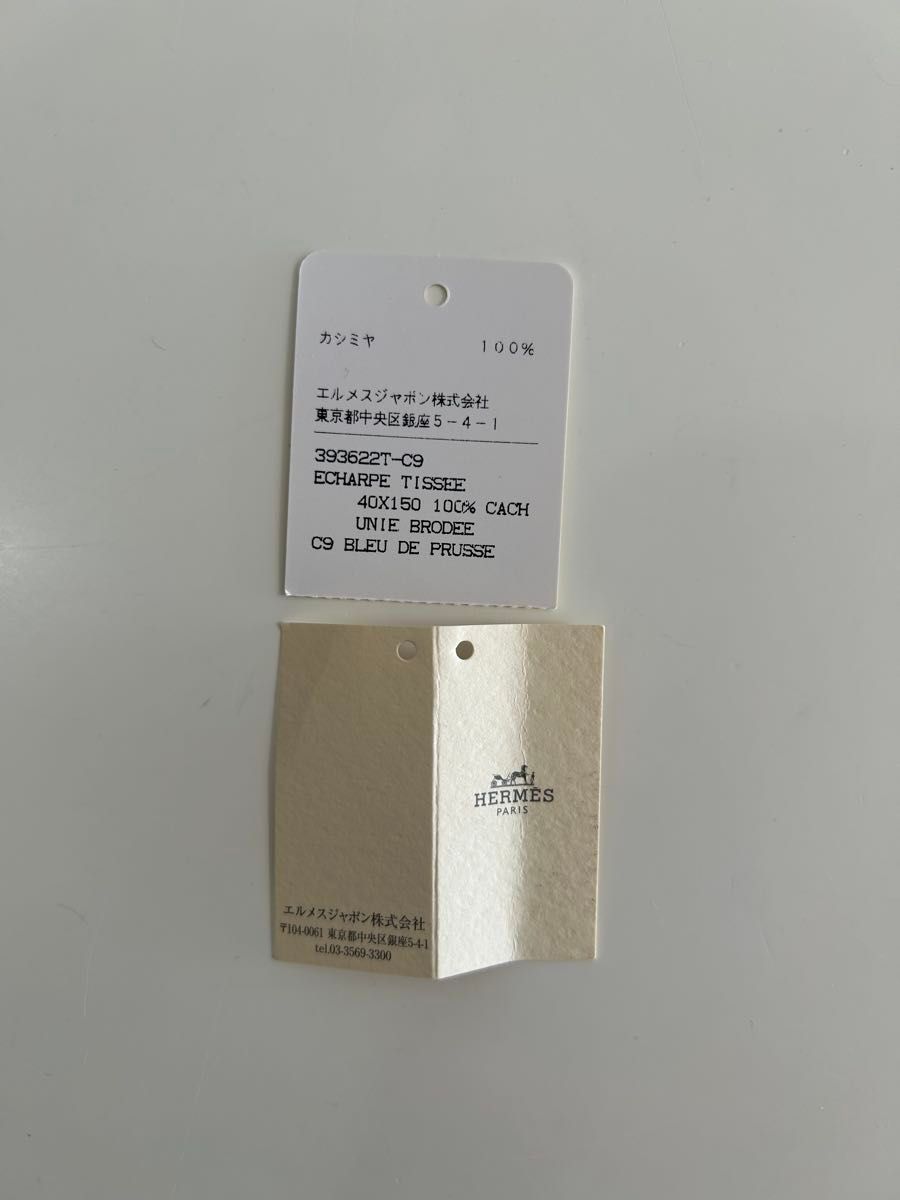 カシミヤ 100%
エルメスジャポン株式会社
東京都中央区銀座5-4-1
393622T-C9
ECHARPE TISSEE
40X150 100% CACH
UNIE BRODEE
C9 BLEU DE PRUSSE
HERMÈS
PARIS
エルメスジャポン株式会社
〒104-0061 東京都中央区銀座5-4-1
tel.03-3569-3300